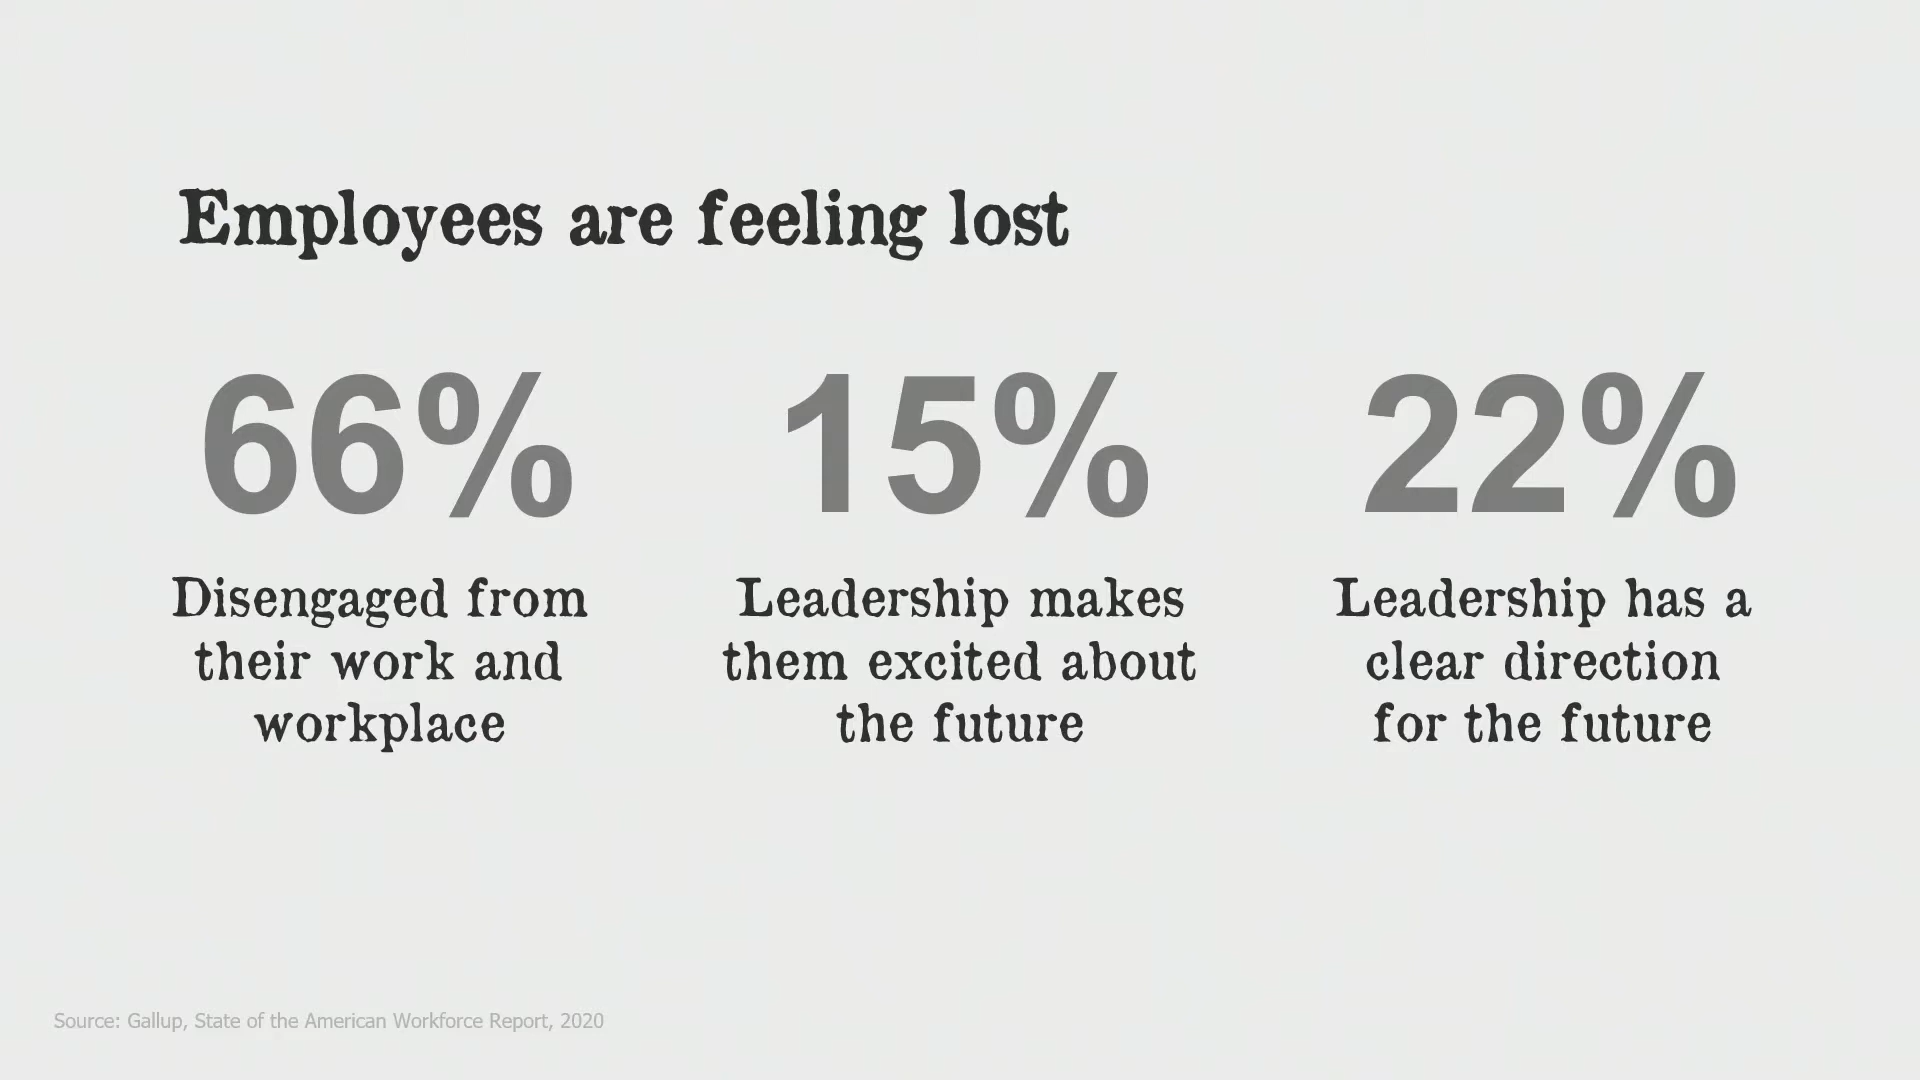 Employees are feeling lost
66%
Disengaged from
their work and
workplace
15%
Leadership makes
them excited about
the future
22%
Leadership has a
clear direction
for the future
Source: Gallup, State of the American Workforce Report, 2020